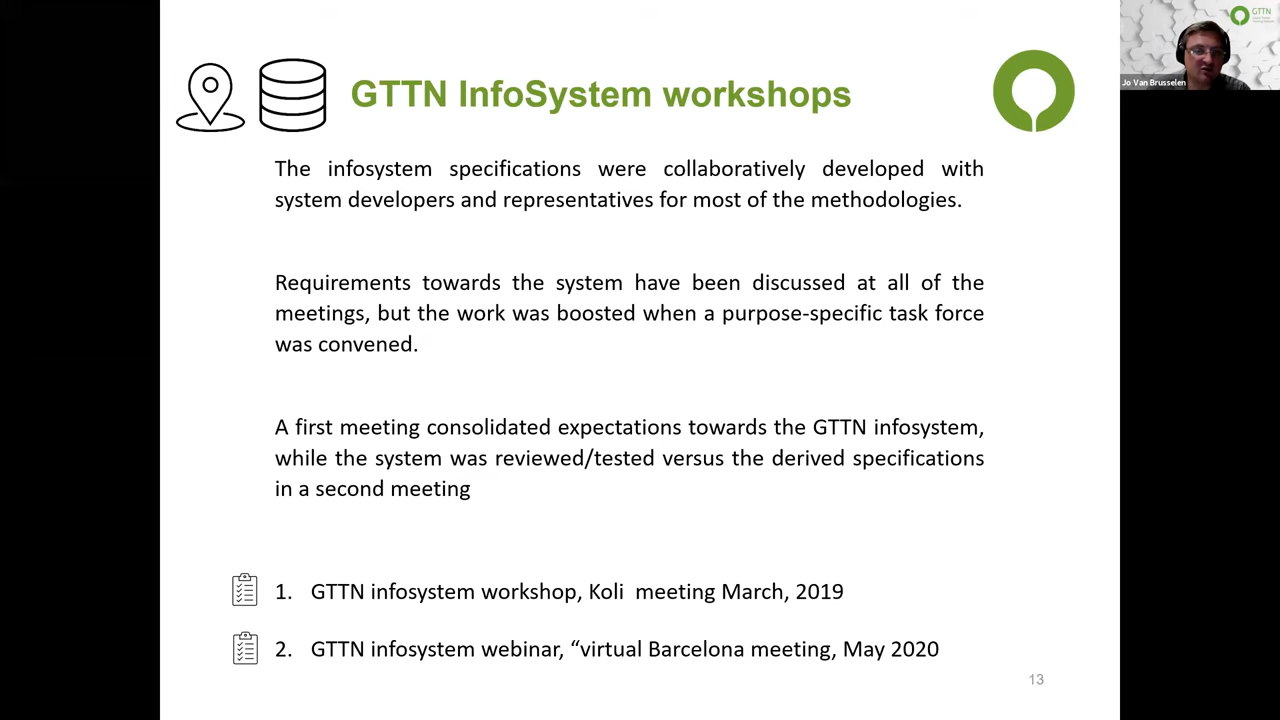 GTTN InfoSystem workshops
The infosystem specifications were collaboratively developed with
system developers and representatives for most of the methodologies.
Requirements towards the system have been discussed at all of the
meetings, but the work was boosted when a purpose-specific task force
was convened.
A first meeting consolidated expectations towards the GTTN infosystem,
while the system was reviewed/tested versus the derived specifications
in a second meeting
1. GTTN infosystem workshop, Koli meeting March, 2019
2. GTTN infosystem webinar, “virtual Barcelona meeting, May 2020
13
GTTN
Jo Van Brusselen